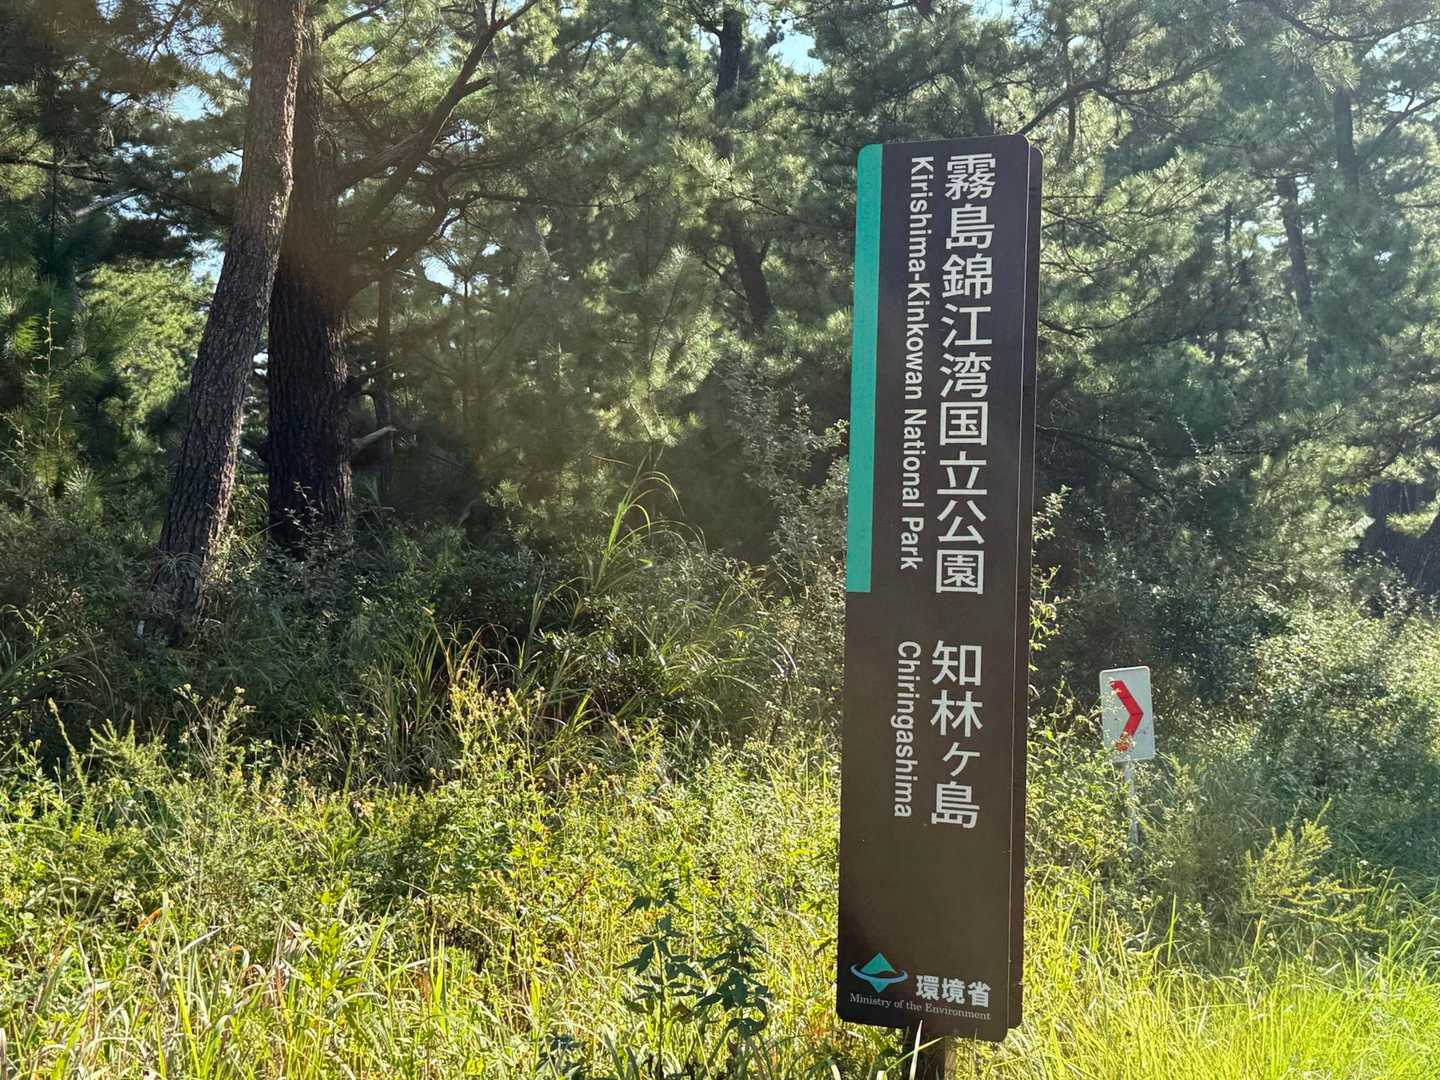 霧島錦江湾国立公園　知林ヶ島
Kirishima-Kinkowan National Park Chiringashima
環境省
Ministry of the Environment